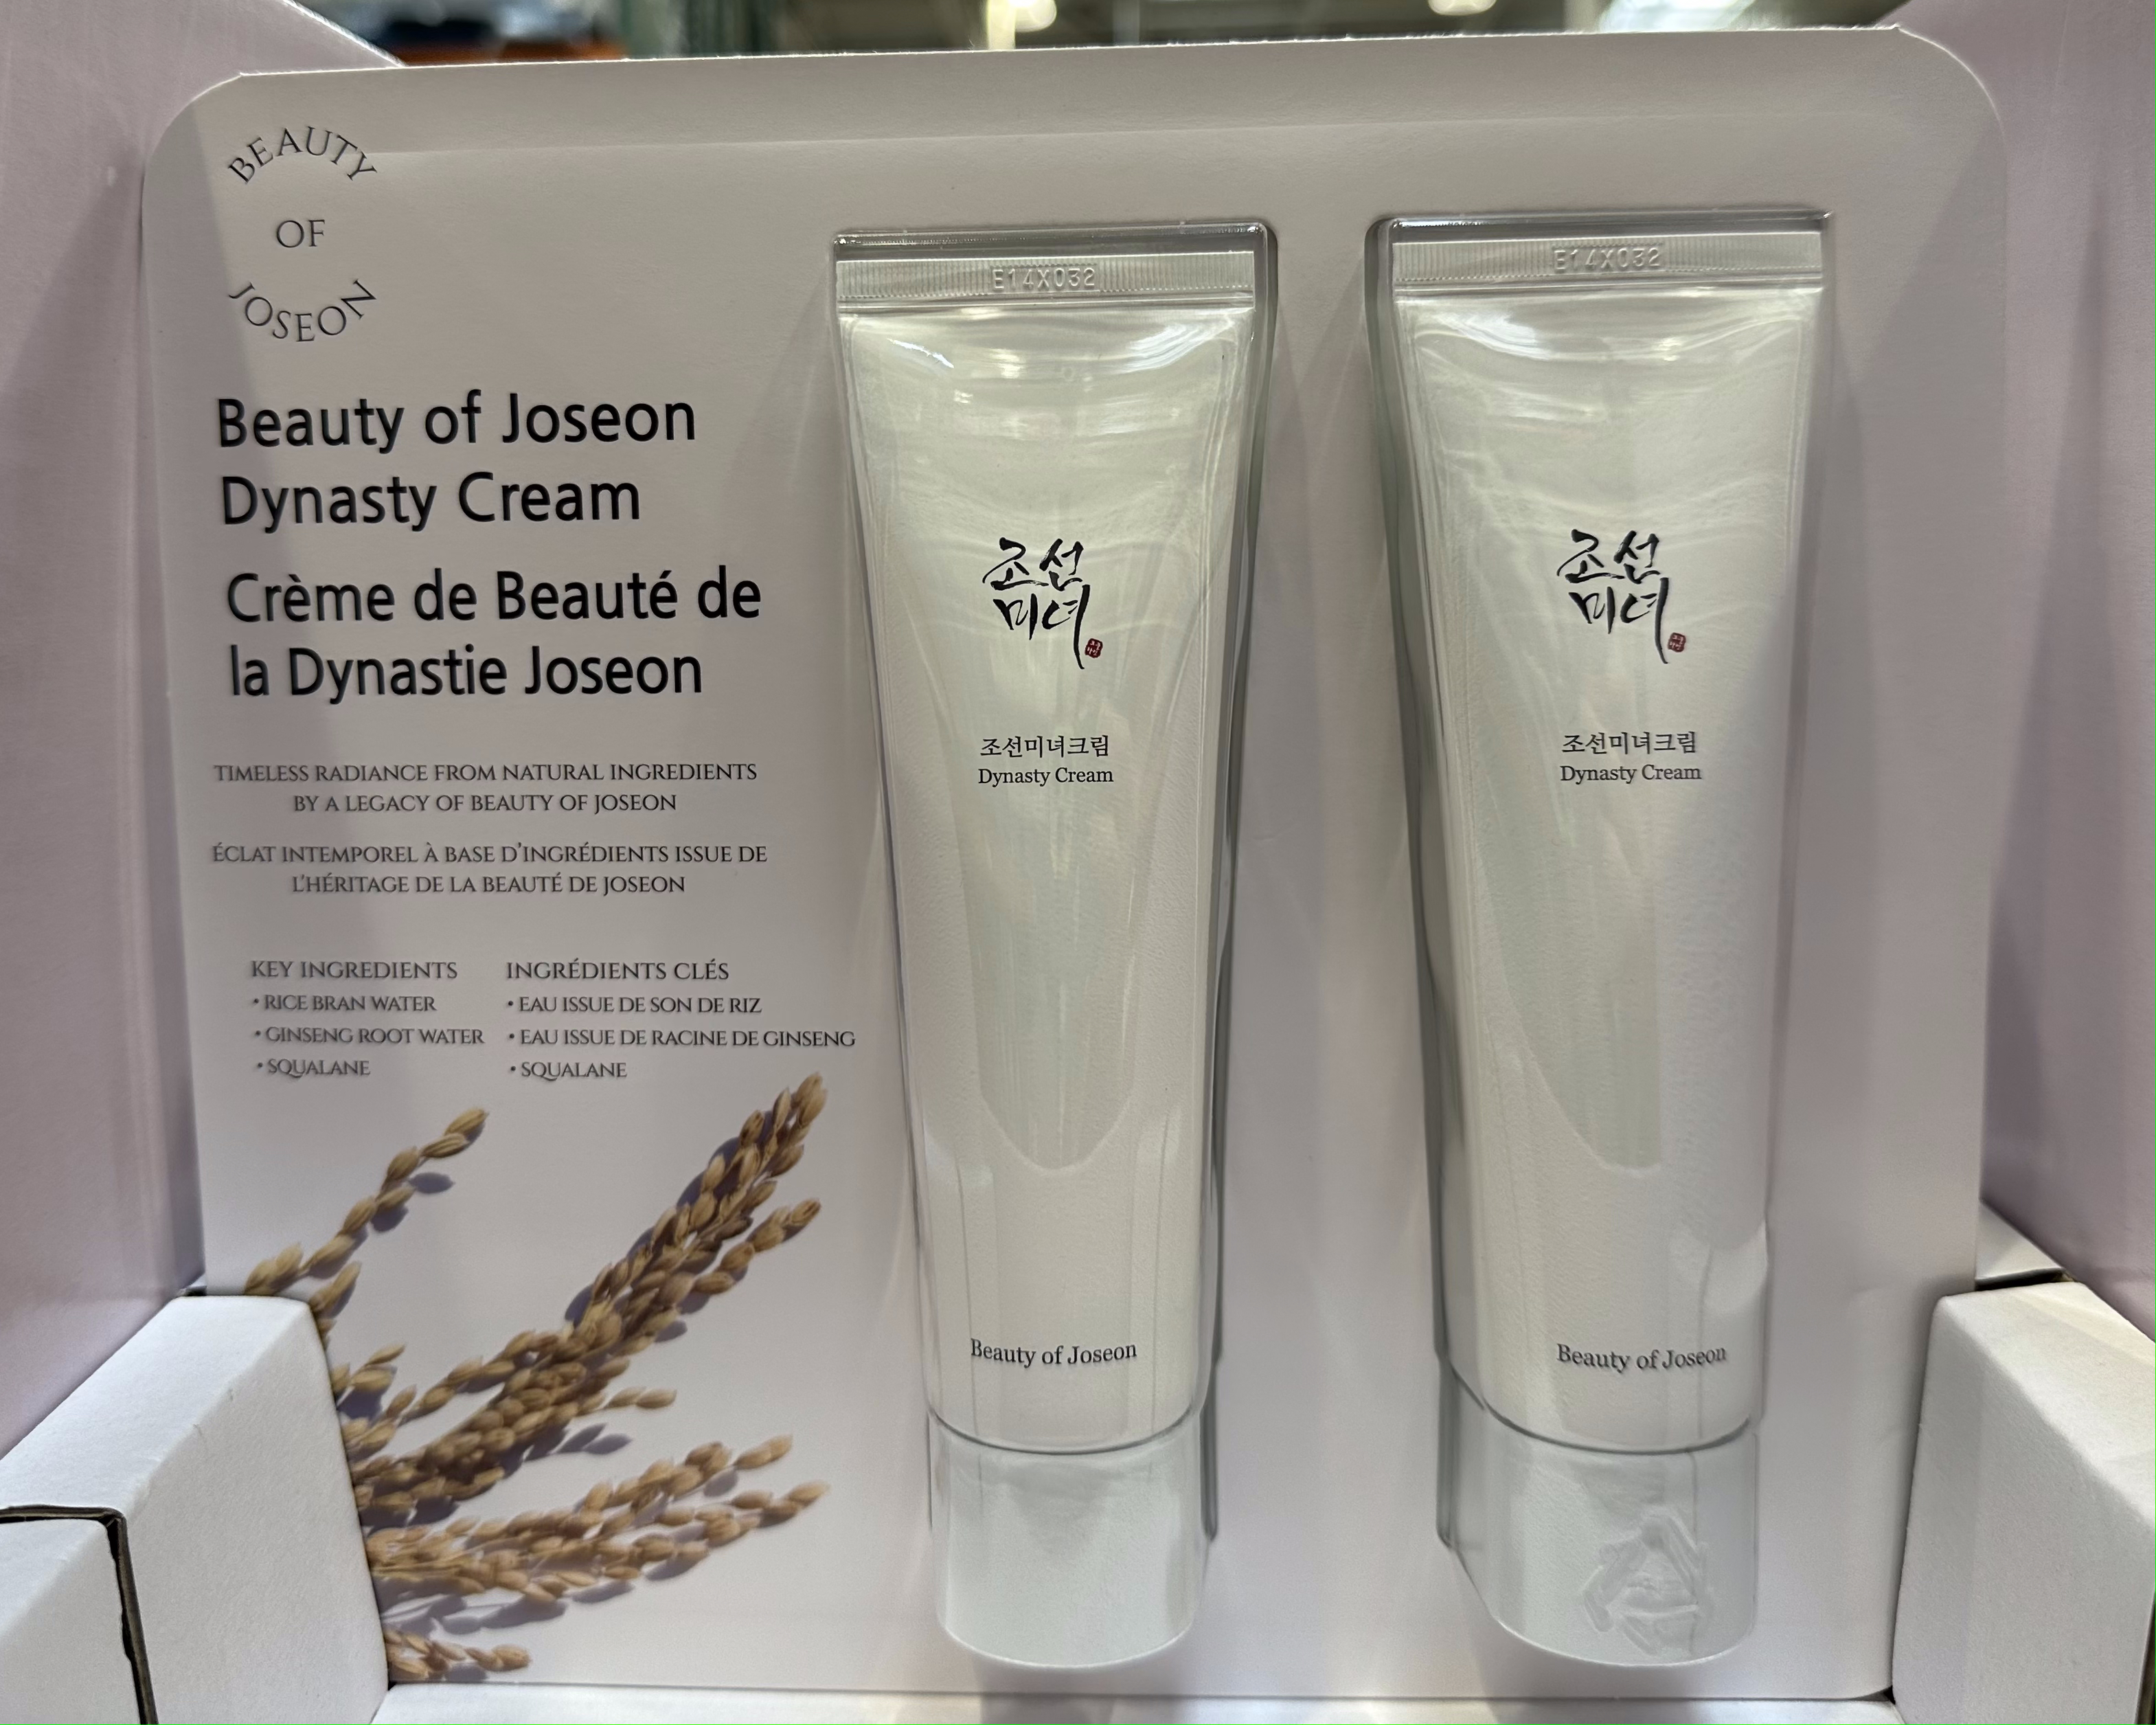 BEAUTY
OF
JOSEON
Beauty of Joseon
Dynasty Cream
Crème de Beauté de
la Dynastie Joseon
TIMELESS RADIANCE FROM NATURAL INGREDIENTS
BY A LEGACY OF BEAUTY OF JOSEON
ÉCLAT INTEMPOREL À BASE D'INGRÉDIENTS ISSUE DE
L'HÉRITAGE DE LA BEAUTÉ DE JOSEON
KEY INGREDIENTS
• RICE BRAN WATER
• GINSENG ROOT WATER
• SQUALANE
INGRÉDIENTS CLÉS
• EAU ISSUE DE SON DE RIZ
• EAU ISSUE DE RACINE DE GINSENG
• SQUALANE
E14X032
조선
미녀
조선미녀크림
Dynasty Cream
Beauty of Joseon
E14X032
조선
미녀
조선미녀크림
Dynasty Cream
Beauty of Joseon